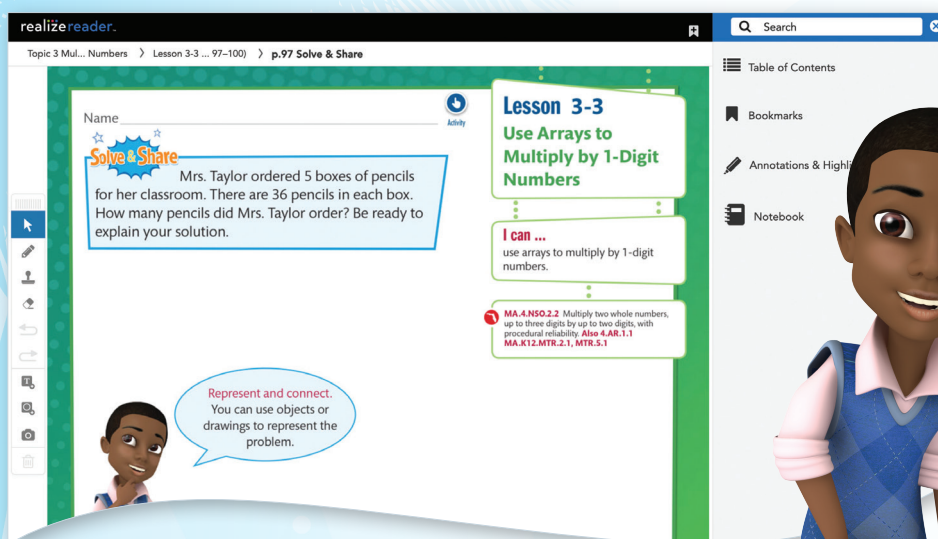 realizereader.
Search
Topic 3 Mul... Numbers > Lesson 3-3 ... 97–100) > p.97 Solve & Share
Table of Contents
Bookmarks
Annotations & Highli
Notebook
Name
Activity
Solve & Share
Mrs. Taylor ordered 5 boxes of pencils
for her classroom. There are 36 pencils in each box.
How many pencils did Mrs. Taylor order? Be ready to
explain your solution.
Lesson 3-3
Use Arrays to
Multiply by 1-Digit
Numbers
I can ...
use arrays to multiply by 1-digit
numbers.
MA.4.NSO.2.2 Multiply two whole numbers,
up to three digits by up to two digits, with
procedural reliability. Also 4.AR.1.1
MA.K12.MTR.2.1, MTR.5.1
Represent and connect.
You can use objects or
drawings to represent the
problem.
T